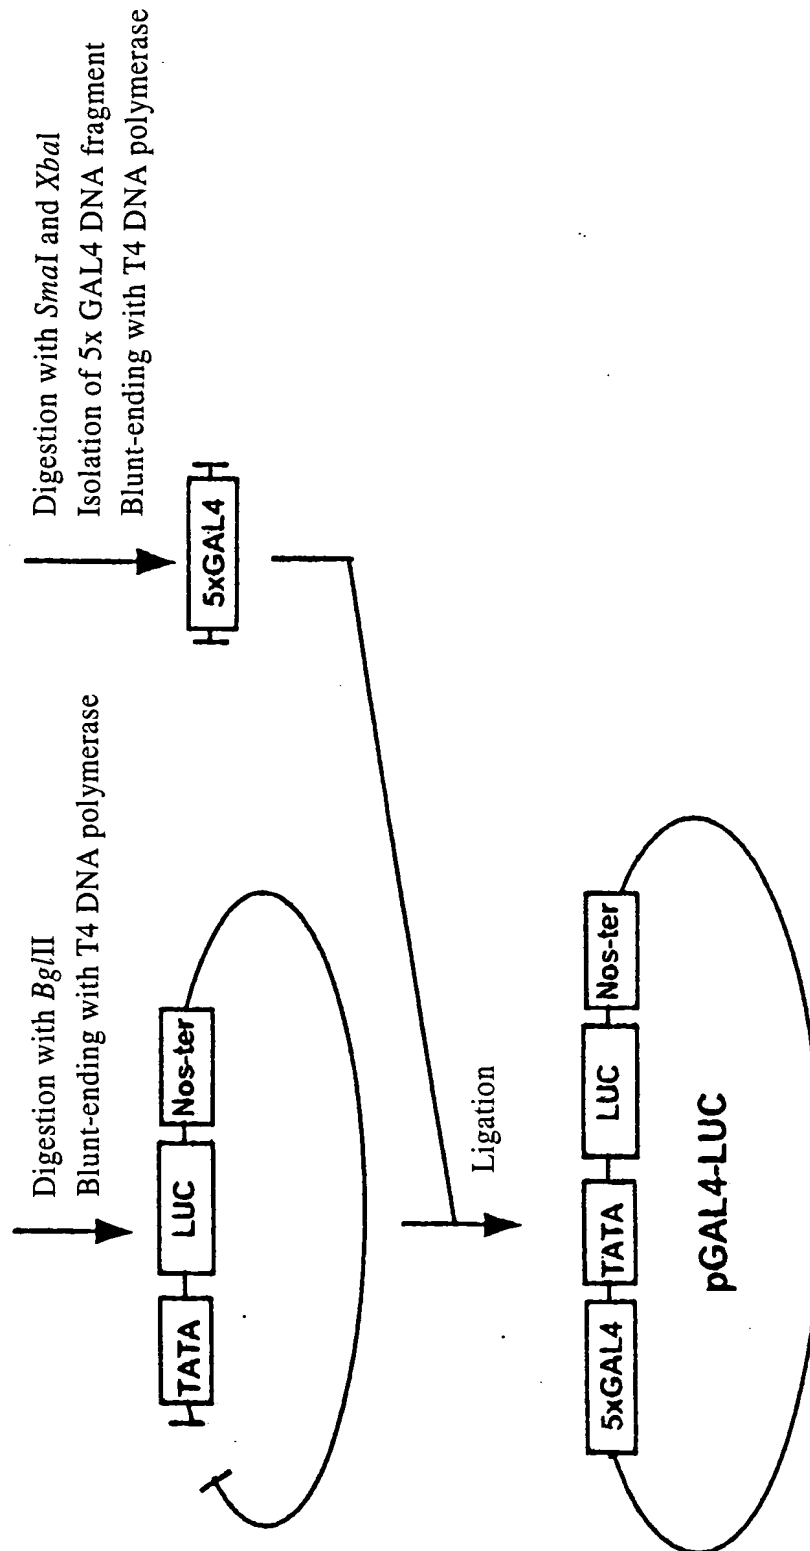 Digestion with BglII
Blunt-ending with T4 DNA polymerase
Digestion with SmaI and XbaI
Isolation of 5x GAL4 DNA fragment
Blunt-ending with T4 DNA polymerase
TATA
LUC
Nos-ter
5xGAL4
Ligation
5xGAL4
TATA
LUC
Nos-ter
pGAL4-LUC